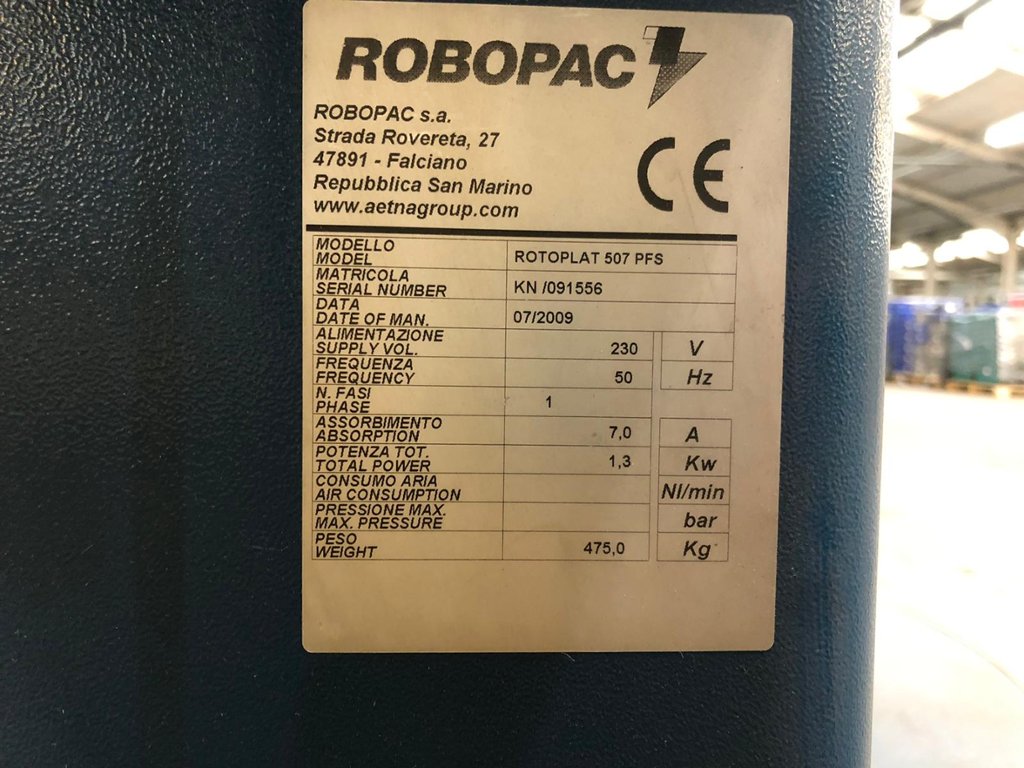 ROBOPAC
ROBOPAC s.a.
Strada Rovereta, 27
47891 - Falciano
Repubblica San Marino
www.aetnagroup.com
CE
MODELLO
MODEL
ROTOPLAT 507 PFS
MATRICOLA
SERIAL NUMBER
KN /091556
DATA
DATE OF MAN.
07/2009
ALIMENTAZIONE
SUPPLY VOL.
230 V
FREQUENZA
FREQUENCY
50 Hz
N. FASI
PHASE
1
ASSORBIMENTO
ABSORPTION
7,0 A
POTENZA TOT.
TOTAL POWER
1,3 Kw
CONSUMO ARIA
AIR CONSUMPTION
Nl/min
PRESSIONE MAX.
MAX. PRESSURE
bar
PESO
WEIGHT
475,0 Kg